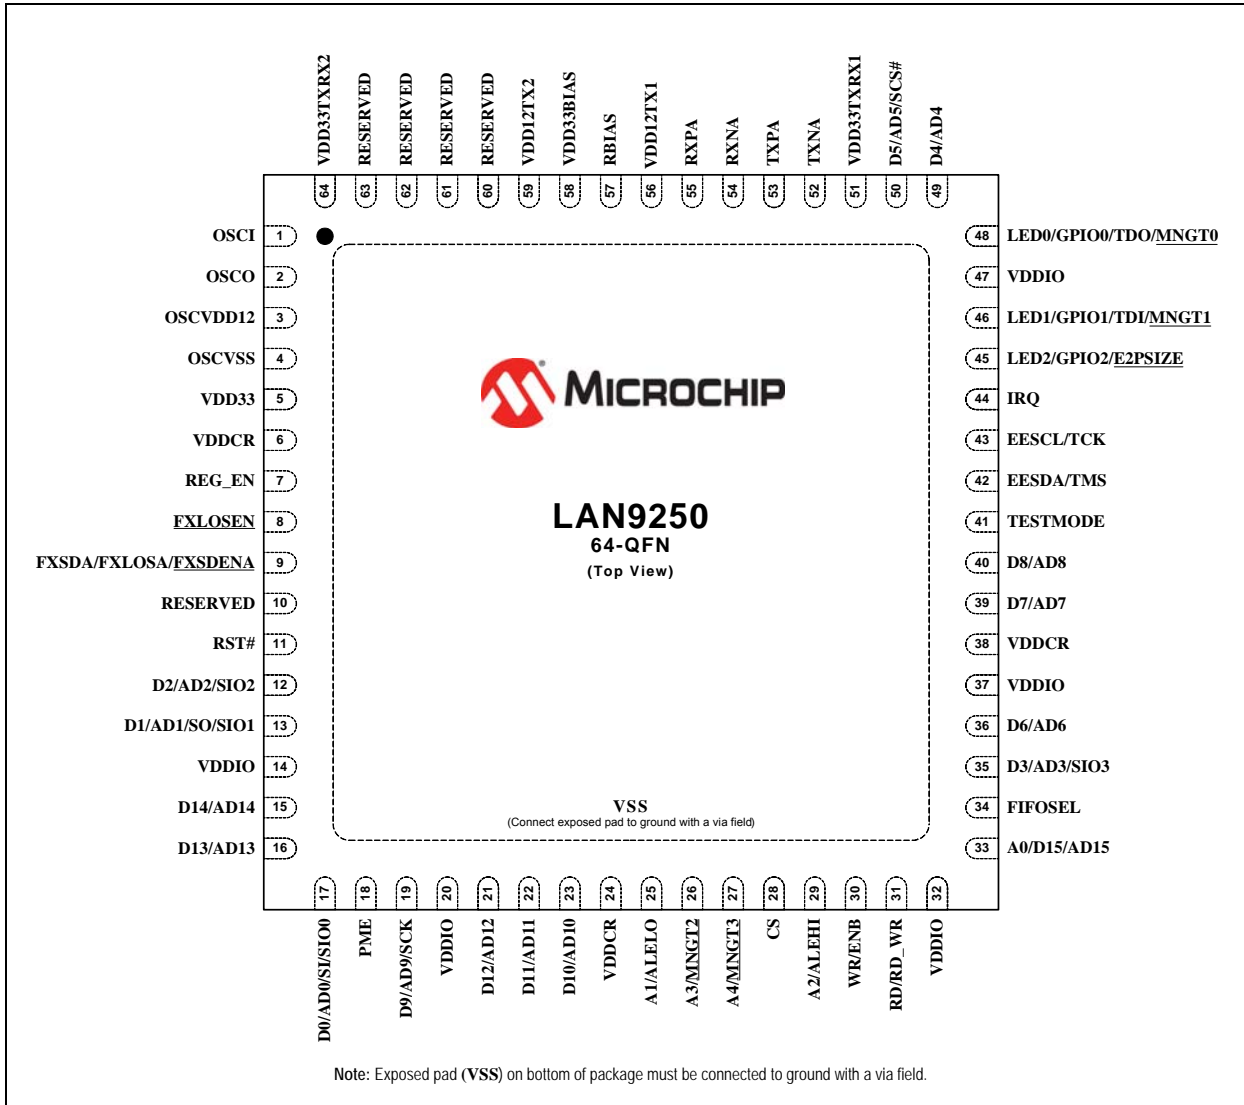 VDD33TXRX2
RESERVED
RESERVED
RESERVED
RESERVED
VDD12TX2
VDD33BIAS
RBIAS
VDD12TX1
RXPA
RXNA
TXPA
TXNA
VDD33TXRX1
D5/AD5/SCS#
D4/AD4
64
63
62
61
60
59
58
57
56
55
54
53
52
51
50
49
OSCI 1
OSCO 2
OSCVDD12 3
OSCVSS 4
VDD33 5
VDDCR 6
REG_EN 7
FXLOSEN 8
FXSDA/FXLOSA/FXSDENA 9
RESERVED 10
RST# 11
D2/AD2/SIO2 12
D1/AD1/SO/SIO1 13
VDDIO 14
D14/AD14 15
D13/AD13 16
MICROCHIP
LAN9250
64-QFN
(Top View)
VSS
(Connect exposed pad to ground with a via field)
48 LED0/GPIO0/TDO/MNGT0
47 VDDIO
46 LED1/GPIO1/TDI/MNGT1
45 LED2/GPIO2/E2PSIZE
44 IRQ
43 EESCL/TCK
42 EESDA/TMS
41 TESTMODE
40 D8/AD8
39 D7/AD7
38 VDDCR
37 VDDIO
36 D6/AD6
35 D3/AD3/SIO3
34 FIFOSEL
33 A0/D15/AD15
17
18
19
20
21
22
23
24
25
26
27
28
29
30
31
32
D0/AD0/SI/SIO0
PME
D9/AD9/SCK
VDDIO
D12/AD12
D11/AD11
D10/AD10
VDDCR
A1/ALELO
A3/MNGT2
A4/MNGT3
CS
A2/ALEHI
WR/ENB
RD/RD_WR
VDDIO
Note: Exposed pad (VSS) on bottom of package must be connected to ground with a via field.